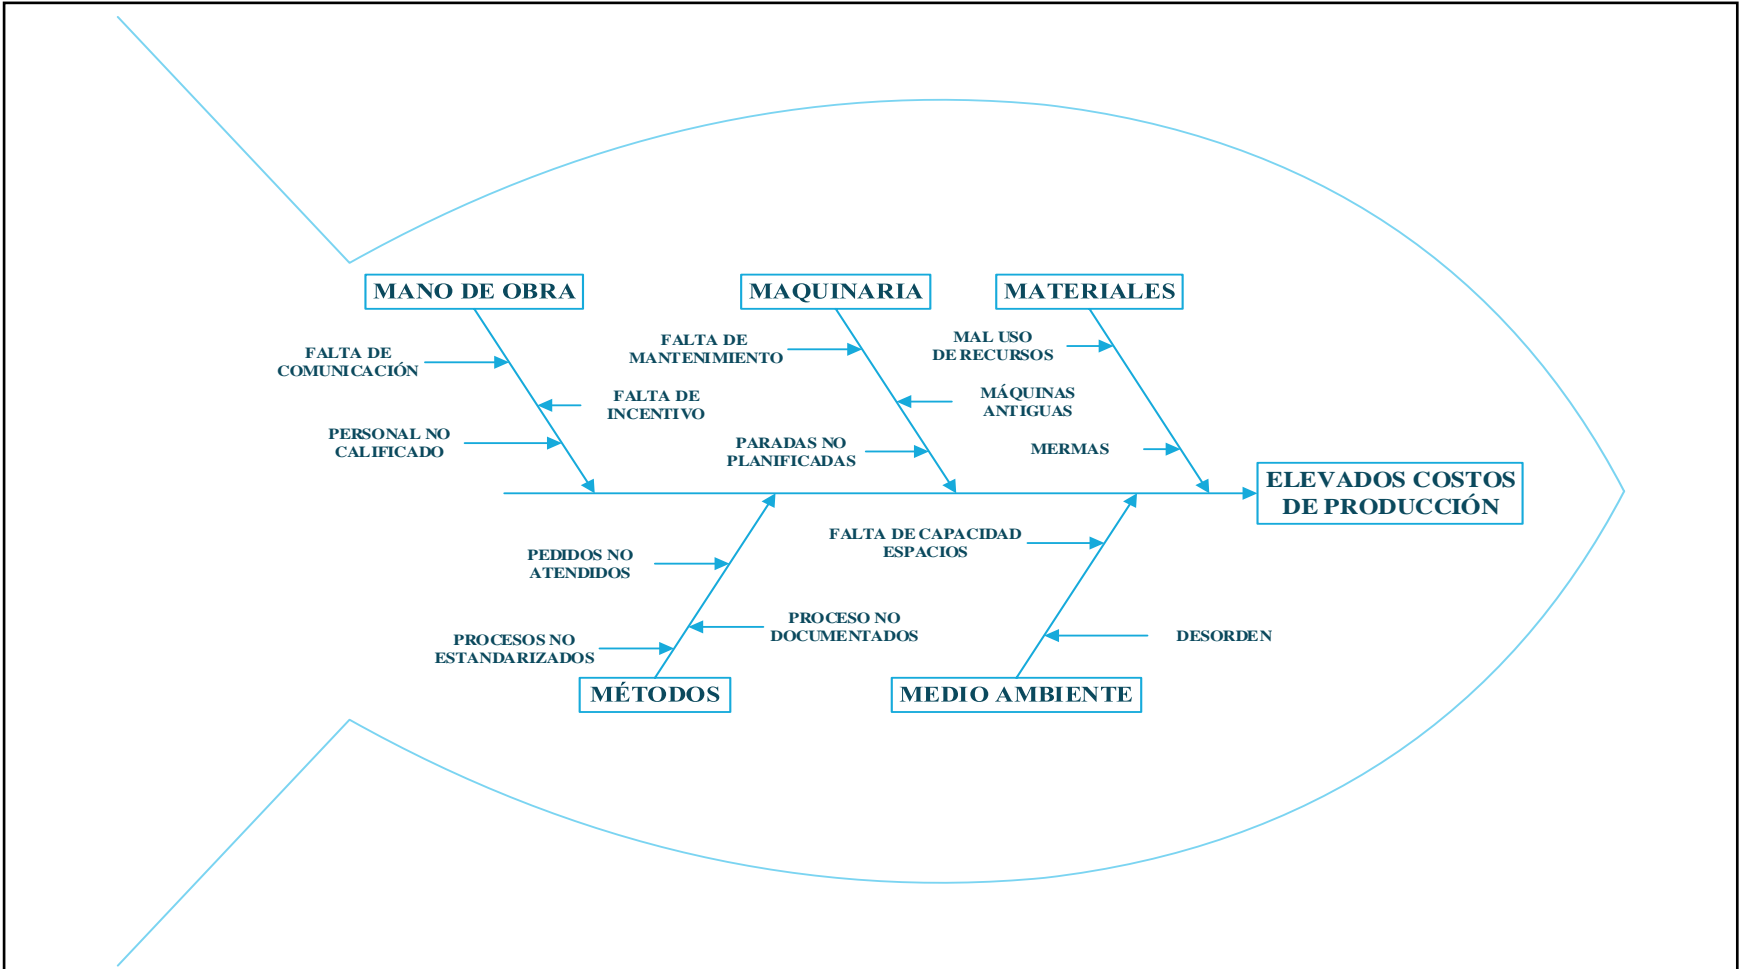 MANO DE OBRA
MAQUINARIA
MATERIALES
FALTA DE
COMUNICACIÓN
FALTA DE
INCENTIVO
PERSONAL NO
CALIFICADO
FALTA DE
MANTENIMIENTO
MÁQUINAS
ANTIGUAS
PARADAS NO
PLANIFICADAS
MAL USO
DE RECURSOS
MERMAS
ELEVADOS COSTOS
DE PRODUCCIÓN
PEDIDOS NO
ATENDIDOS
PROCESO NO
DOCUMENTADOS
PROCESOS NO
ESTANDARIZADOS
FALTA DE CAPACIDAD
ESPACIOS
DESORDEN
MÉTODOS
MEDIO AMBIENTE